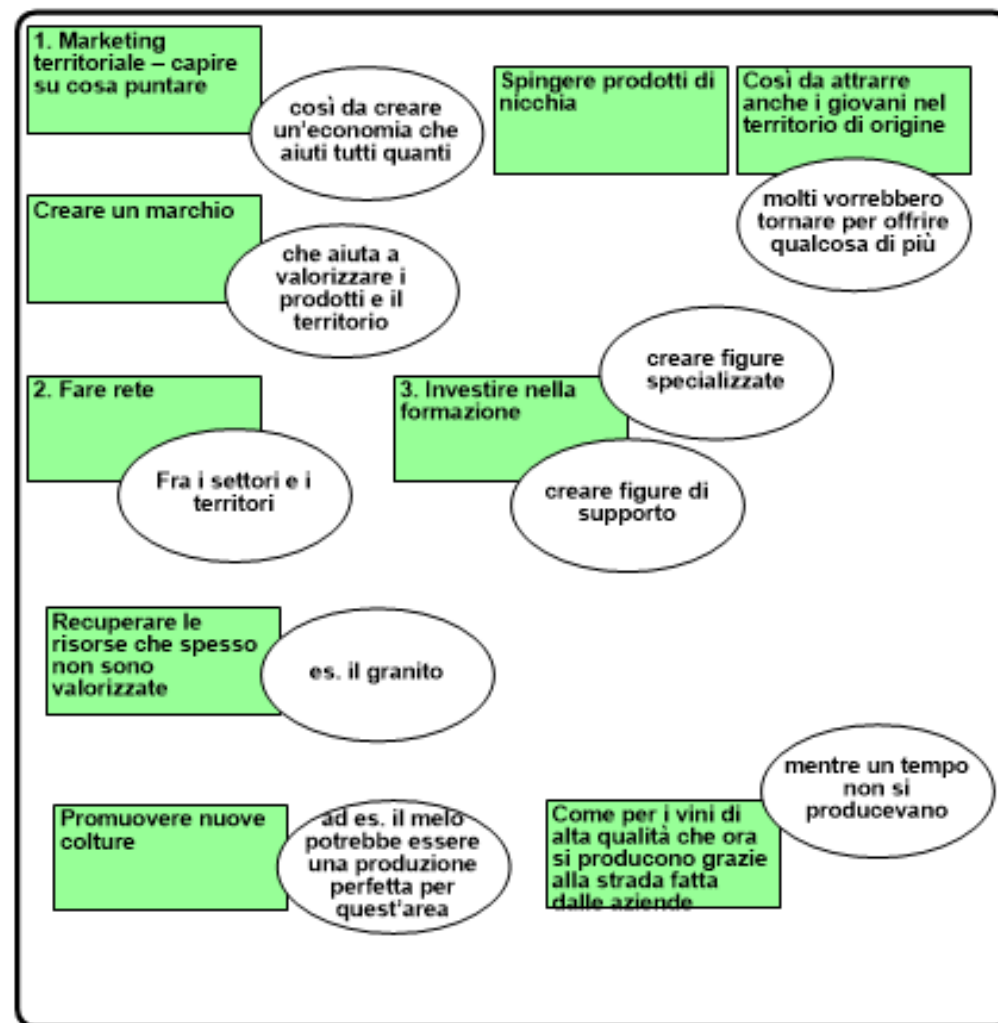 1. Marketing
territoriale – capire
su cosa puntare
così da creare
un'economia che
aiuti tutti quanti
Spingere prodotti di
nicchia
Così da attrarre
anche i giovani nel
territorio di origine
molti vorrebbero
tornare per offrire
qualcosa di più
Creare un marchio
che aiuta a
valorizzare i
prodotti e il
territorio
2. Fare rete
Fra i settori e i
territori
3. Investire nella
formazione
creare figure
specializzate
creare figure di
supporto
Recuperare le
risorse che spesso
non sono
valorizzate
es. il granito
Promuovere nuove
colture
ad es. il melo
potrebbe essere
una produzione
perfetta per
quest'area
Come per i vini di
alta qualità che ora
si producono grazie
alla strada fatta
dalle aziende
mentre un tempo
non si
producevano